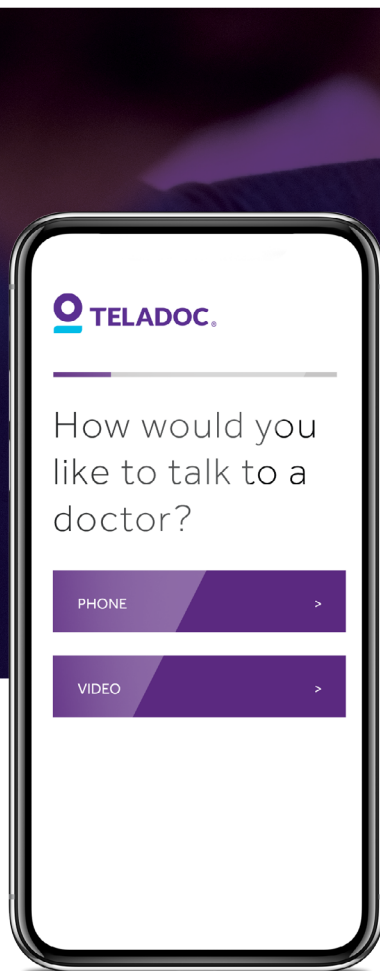 TELADOC®
How would you
like to talk to a
doctor?
PHONE >
VIDEO >